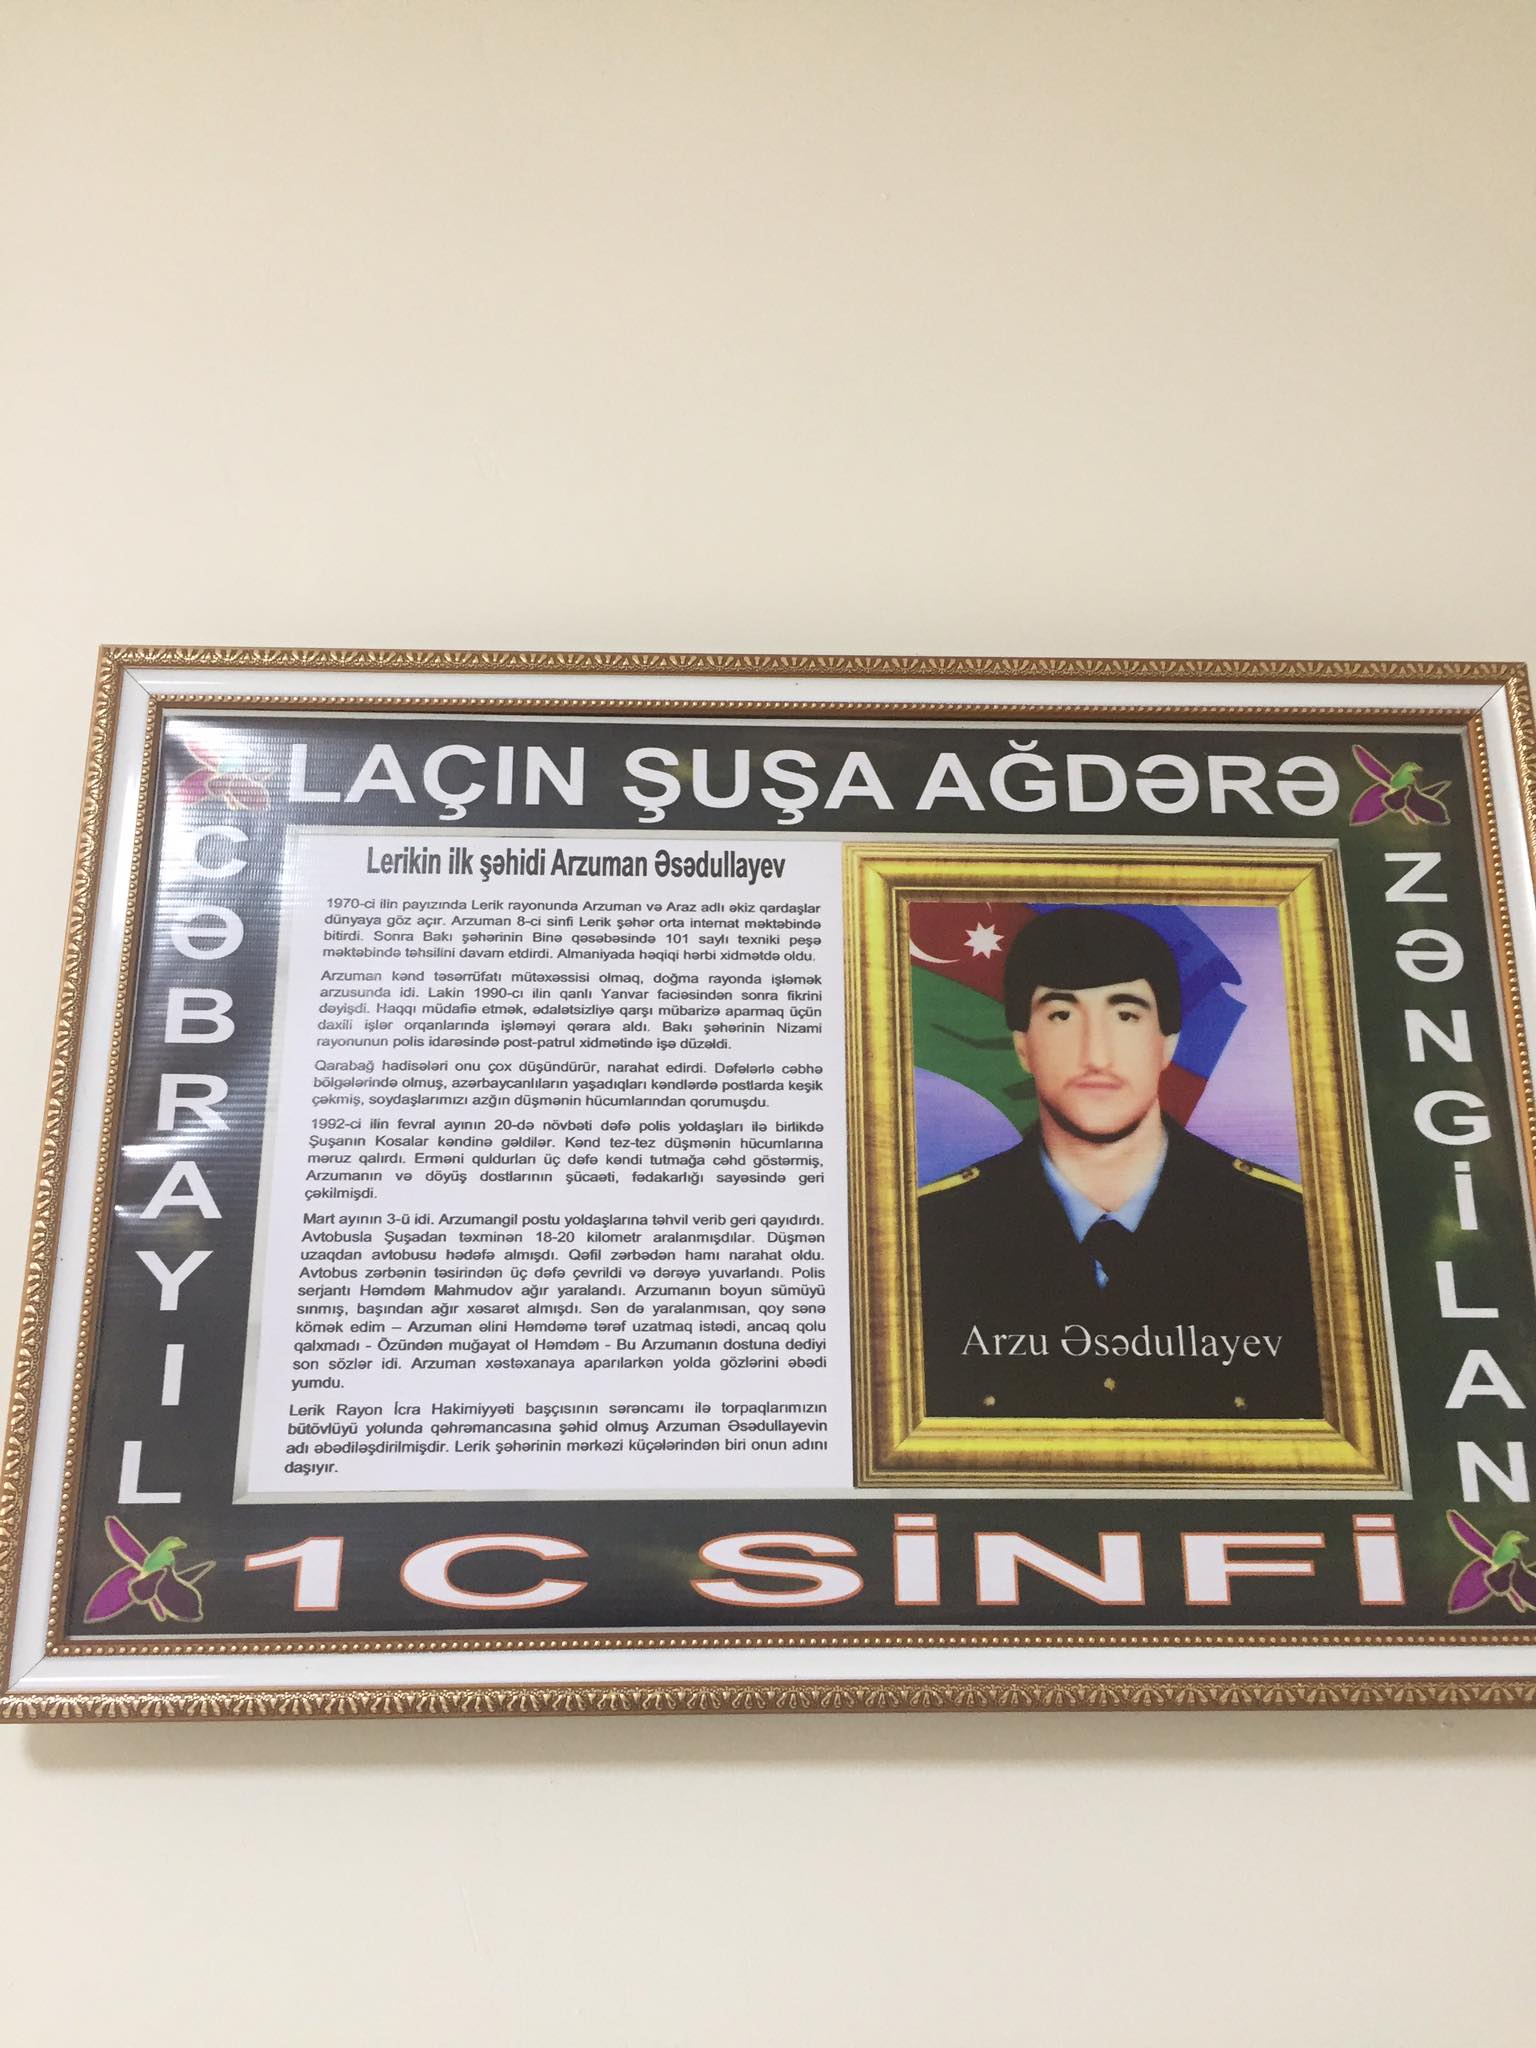 LAÇIN ŞUŞA AĞDƏRƏ
CƏBRAYIL
Lerikin ilk şəhidi Arzuman Əsədullayev
1970-ci ilin payızında Lerik rayonunda Arzuman və Araz adlı əkiz qardaşlar
dünyaya göz açır. Arzuman 8-ci sinfi Lerik şəhər orta internat məktəbində
bitirdi. Sonra Bakı şəhərinin Binə qəsəbəsində 101 saylı texniki peşə
məktəbində təhsilini davam etdirdi. Almaniyada həqiqi hərbi xidmətdə oldu.
Arzuman kənd təsərrüfatı mütəxəssisi olmaq, doğma rayonda işləmək
arzusunda idi. Lakin 1990-cı ilin qanlı Yanvar faciəsindən sonra fikrini
dəyişdi. Haqqı müdafiə etmək, ədalətsizliyə qarşı mübarizə aparmaq üçün
daxili işlər orqanlarında işləməyi qərara aldı. Bakı şəhərinin Nizami
rayonunun polis idarəsində post-patrul xidmətində işə düzəldi.
Qarabağ hadisələri onu çox düşündürür, narahat edirdi. Dəfələrlə cəbhə
bölgələrində olmuş, azərbaycanlıların yaşadıqları kəndlərdə postlarda keşik
çəkmiş, soydaşlarımızı azğın düşmənin hücumlarından qorumuşdu.
1992-ci ilin fevral ayının 20-də növbəti dəfə polis yoldaşları ilə birlikdə
Şuşanın Kosalar kəndinə gəldilər. Kənd tez-tez düşmənin hücumlarına
məruz qalırdı. Erməni quldurları üç dəfə kəndi tutmağa cəhd göstərmiş,
Arzumanın və döyüş dostlarının şücaəti, fədakarlığı sayəsində geri
çəkilmişdi.
Mart ayının 3-ü idi. Arzumangil postu yoldaşlarına təhvil verib geri qayıdırdı.
Avtobusla Şuşadan təxminən 18-20 kilometr aralanmışdılar. Düşmən
uzaqdan avtobusu hədəfə almışdı. Qəfil zərbədən hamı narahat oldu.
Avtobus zərbənin təsirindən üç dəfə çevrildi və dərəyə yuvarlandı. Polis
serjantı Həmdəm Mahmudov ağır yaralandı. Arzumanın boyun sümüyü
sınmış, başından ağır xəsarət almışdı. Sən də yaralanmısan, qoy sənə
kömək edim – Arzuman əlini Həmdəmə tərəf uzatmaq istədi, ancaq qolu
qalxmadı - Özündən muğayat ol Həmdəm - Bu Arzumanın dostuna dediyi
son sözlər idi. Arzuman xəstəxanaya aparılarkən yolda gözlərini əbədi
yumdu.
Lerik Rayon İcra Hakimiyyəti başçısının sərəncamı ilə torpaqlarımızın
bütövlüyü yolunda qəhrəmancasına şəhid olmuş Arzuman Əsədullayevin
adı əbədiləşdirilmişdir. Lerik şəhərinin mərkəzi küçələrindən biri onun adını
daşıyır.
Arzu Əsədullayev
ZƏNGİLAN
1C SİNFİ